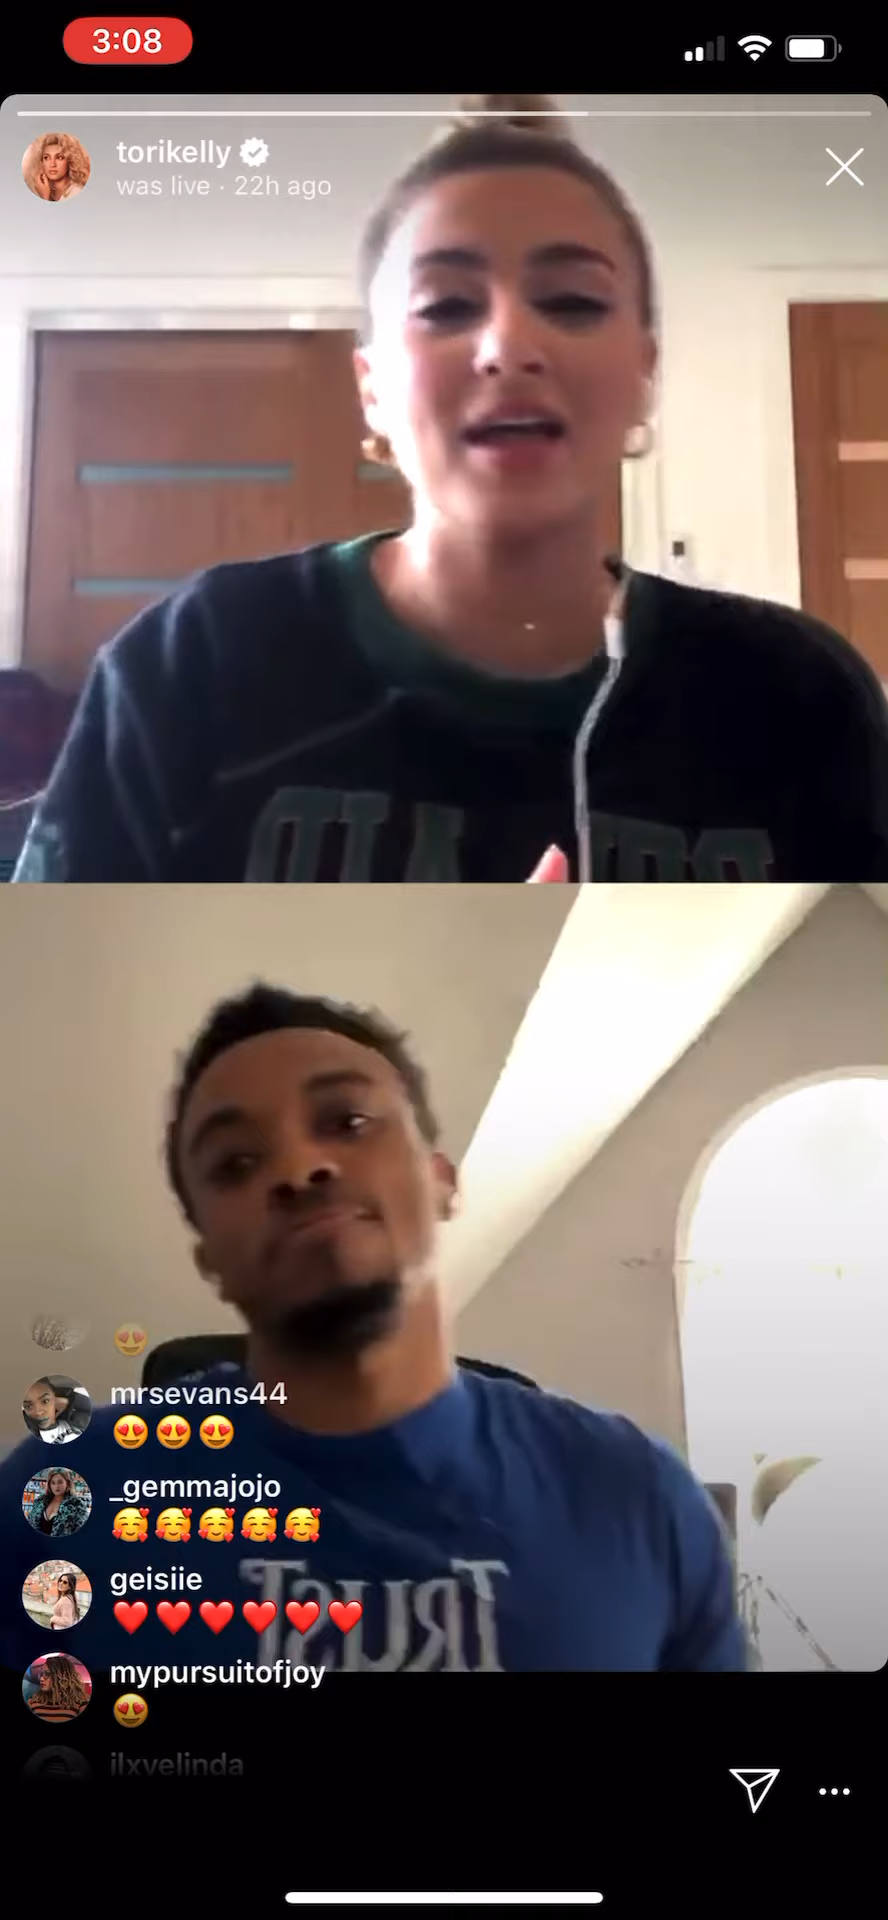 3:08
torikelly
was live · 22h ago
😍
mrsevans44
😍😍😍
_gemmajojo
🥰🥰🥰🥰🥰
geisiie
❤️❤️❤️❤️❤️❤️
TRUST
mypursuitofjoy
😍
ilxvelinda